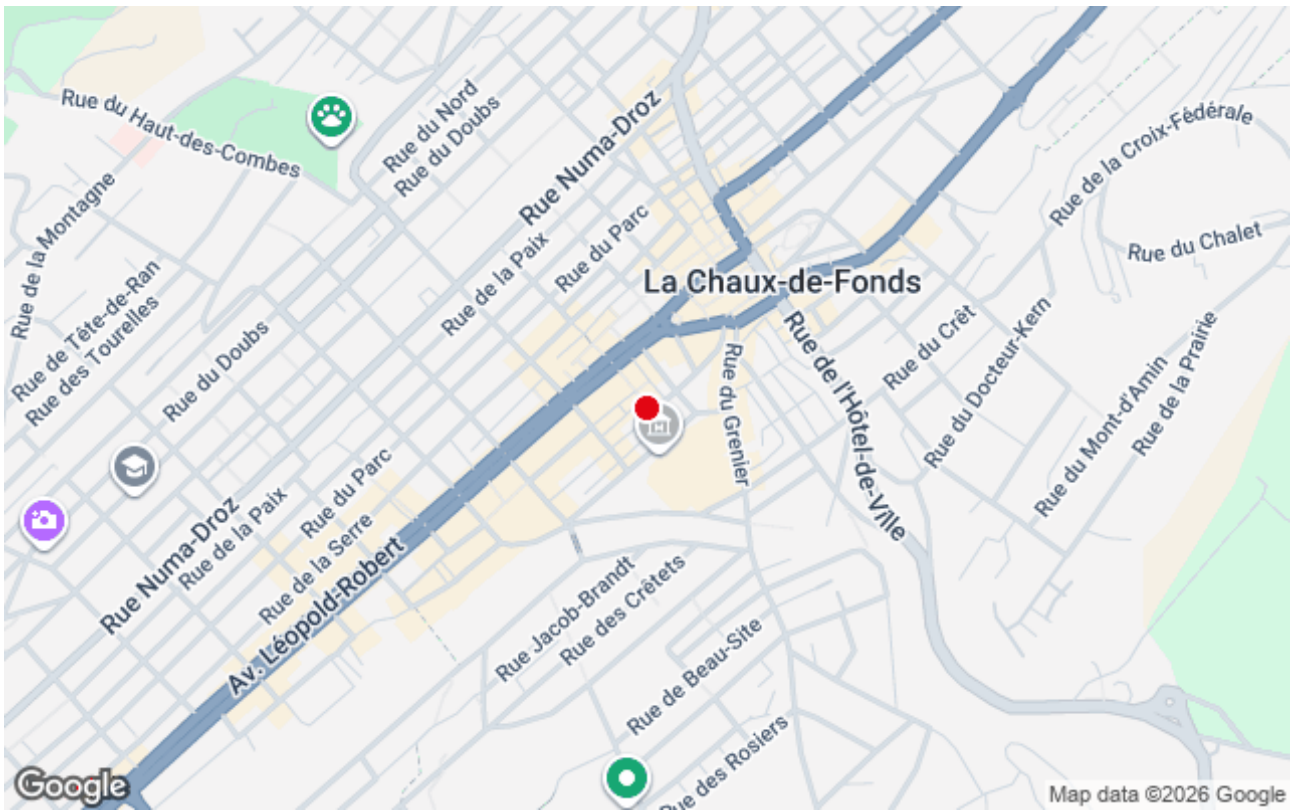 Rue du Haut-des-Combes
Rue du Nord
Rue du Doubs
Rue Numa-Droz
Rue de la Croix-Fédérale
Rue de la Montagne
Rue du Parc
Rue de la Paix
Rue du Chalet
La Chaux-de-Fonds
Rue de Tête-de-Ran
Rue des Tourelles
Rue du Doubs
Rue du Crêt
Rue du Docteur-Kern
Rue de l'Hôtel-de-Ville
Rue du Grenier
Rue du Mont-d'Amin
Rue de la Prairie
Rue du Parc
Rue de la Paix
Rue de la Serre
Rue Numa-Droz
Av. Léopold-Robert
Rue Jacob-Brandt
Rue des Crêtets
Rue de Beau-Site
Rue des Rosiers
Google
Map data ©2026 Google